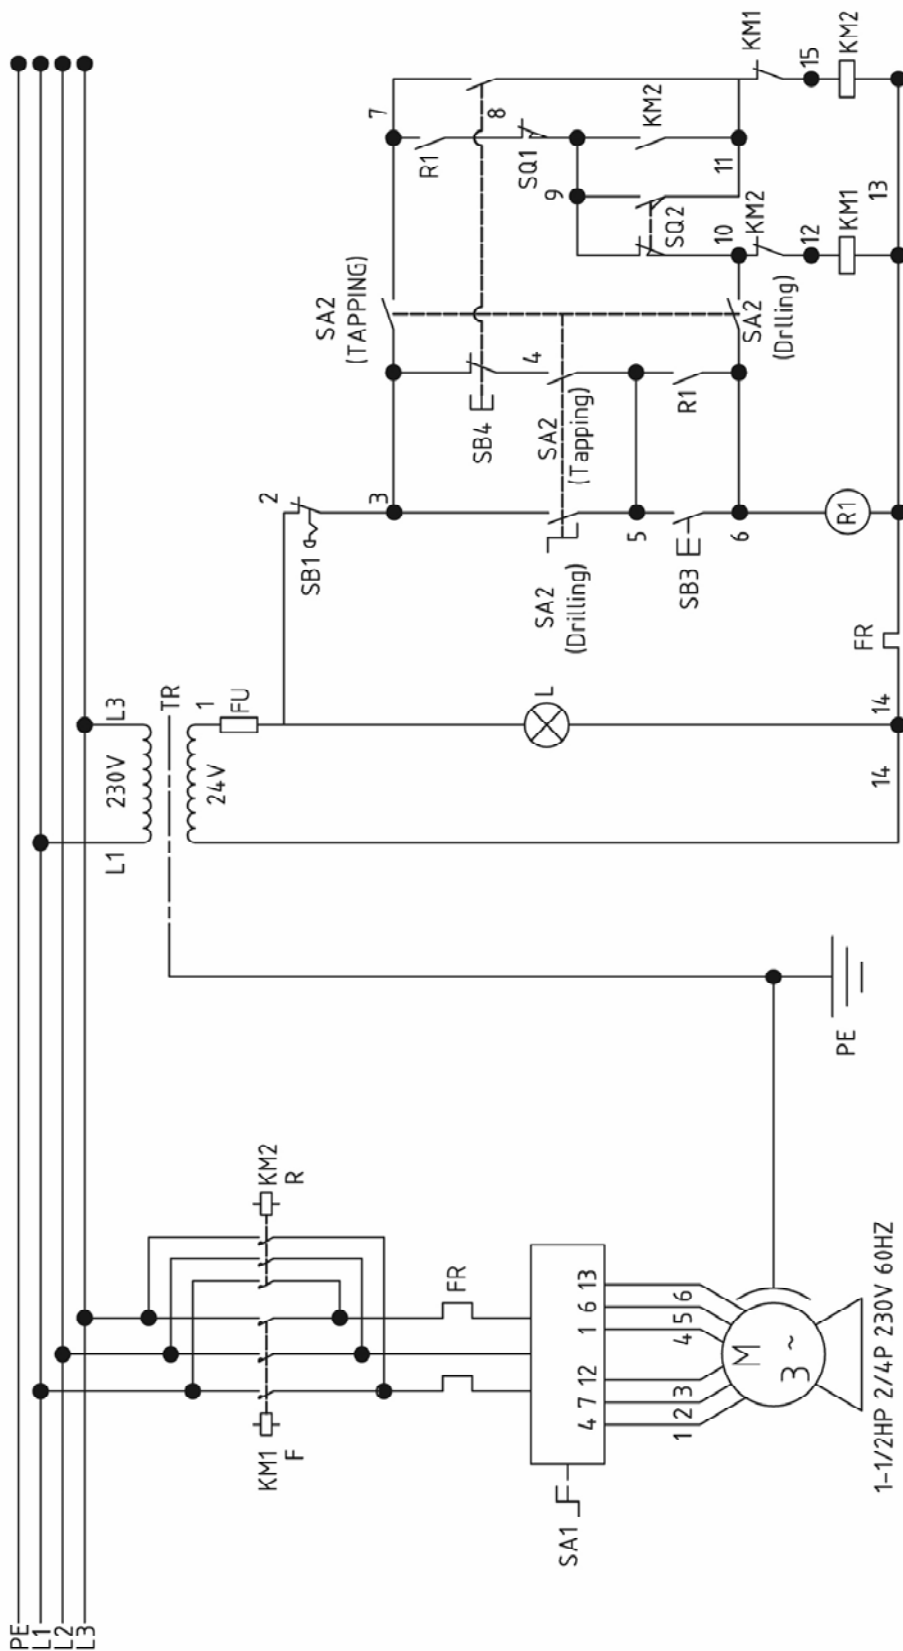 PE
L1
L2
L3
KM1
F
KM2
R
FR
SA1
4 7 12 1 6 13
1 2 3 4 5 6
M
3 ~
1-1/2HP 2/4P 230V 60HZ
PE
L1
L3
230V
TR
24V
1
FU
L
14
14
FR
2
SB1
3
SA2
(Drilling)
5
SB3
6
R1
SB4
4
SA2
(Tapping)
R1
SA2
(TAPPING)
SA2
(Drlling)
7
R1
8
SQ1
9
SQ2
KM2
10
11
KM2
12
KM1
13
KM1
15
KM2